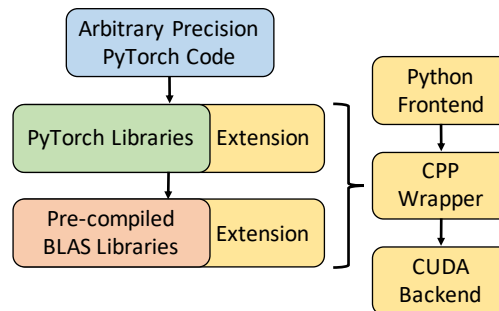 Arbitrary Precision
PyTorch Code
PyTorch Libraries
Extension
Pre-compiled
BLAS Libraries
Extension
Python
Frontend
CPP
Wrapper
CUDA
Backend